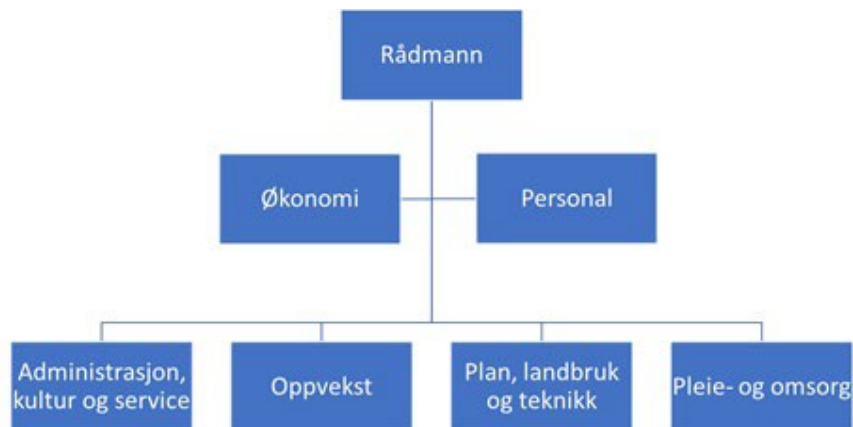 Rådmann
Økonomi
Personal
Administrasjon,
kultur og service
Oppvekst
Plan, landbruk
og teknikk
Pleie- og omsorg